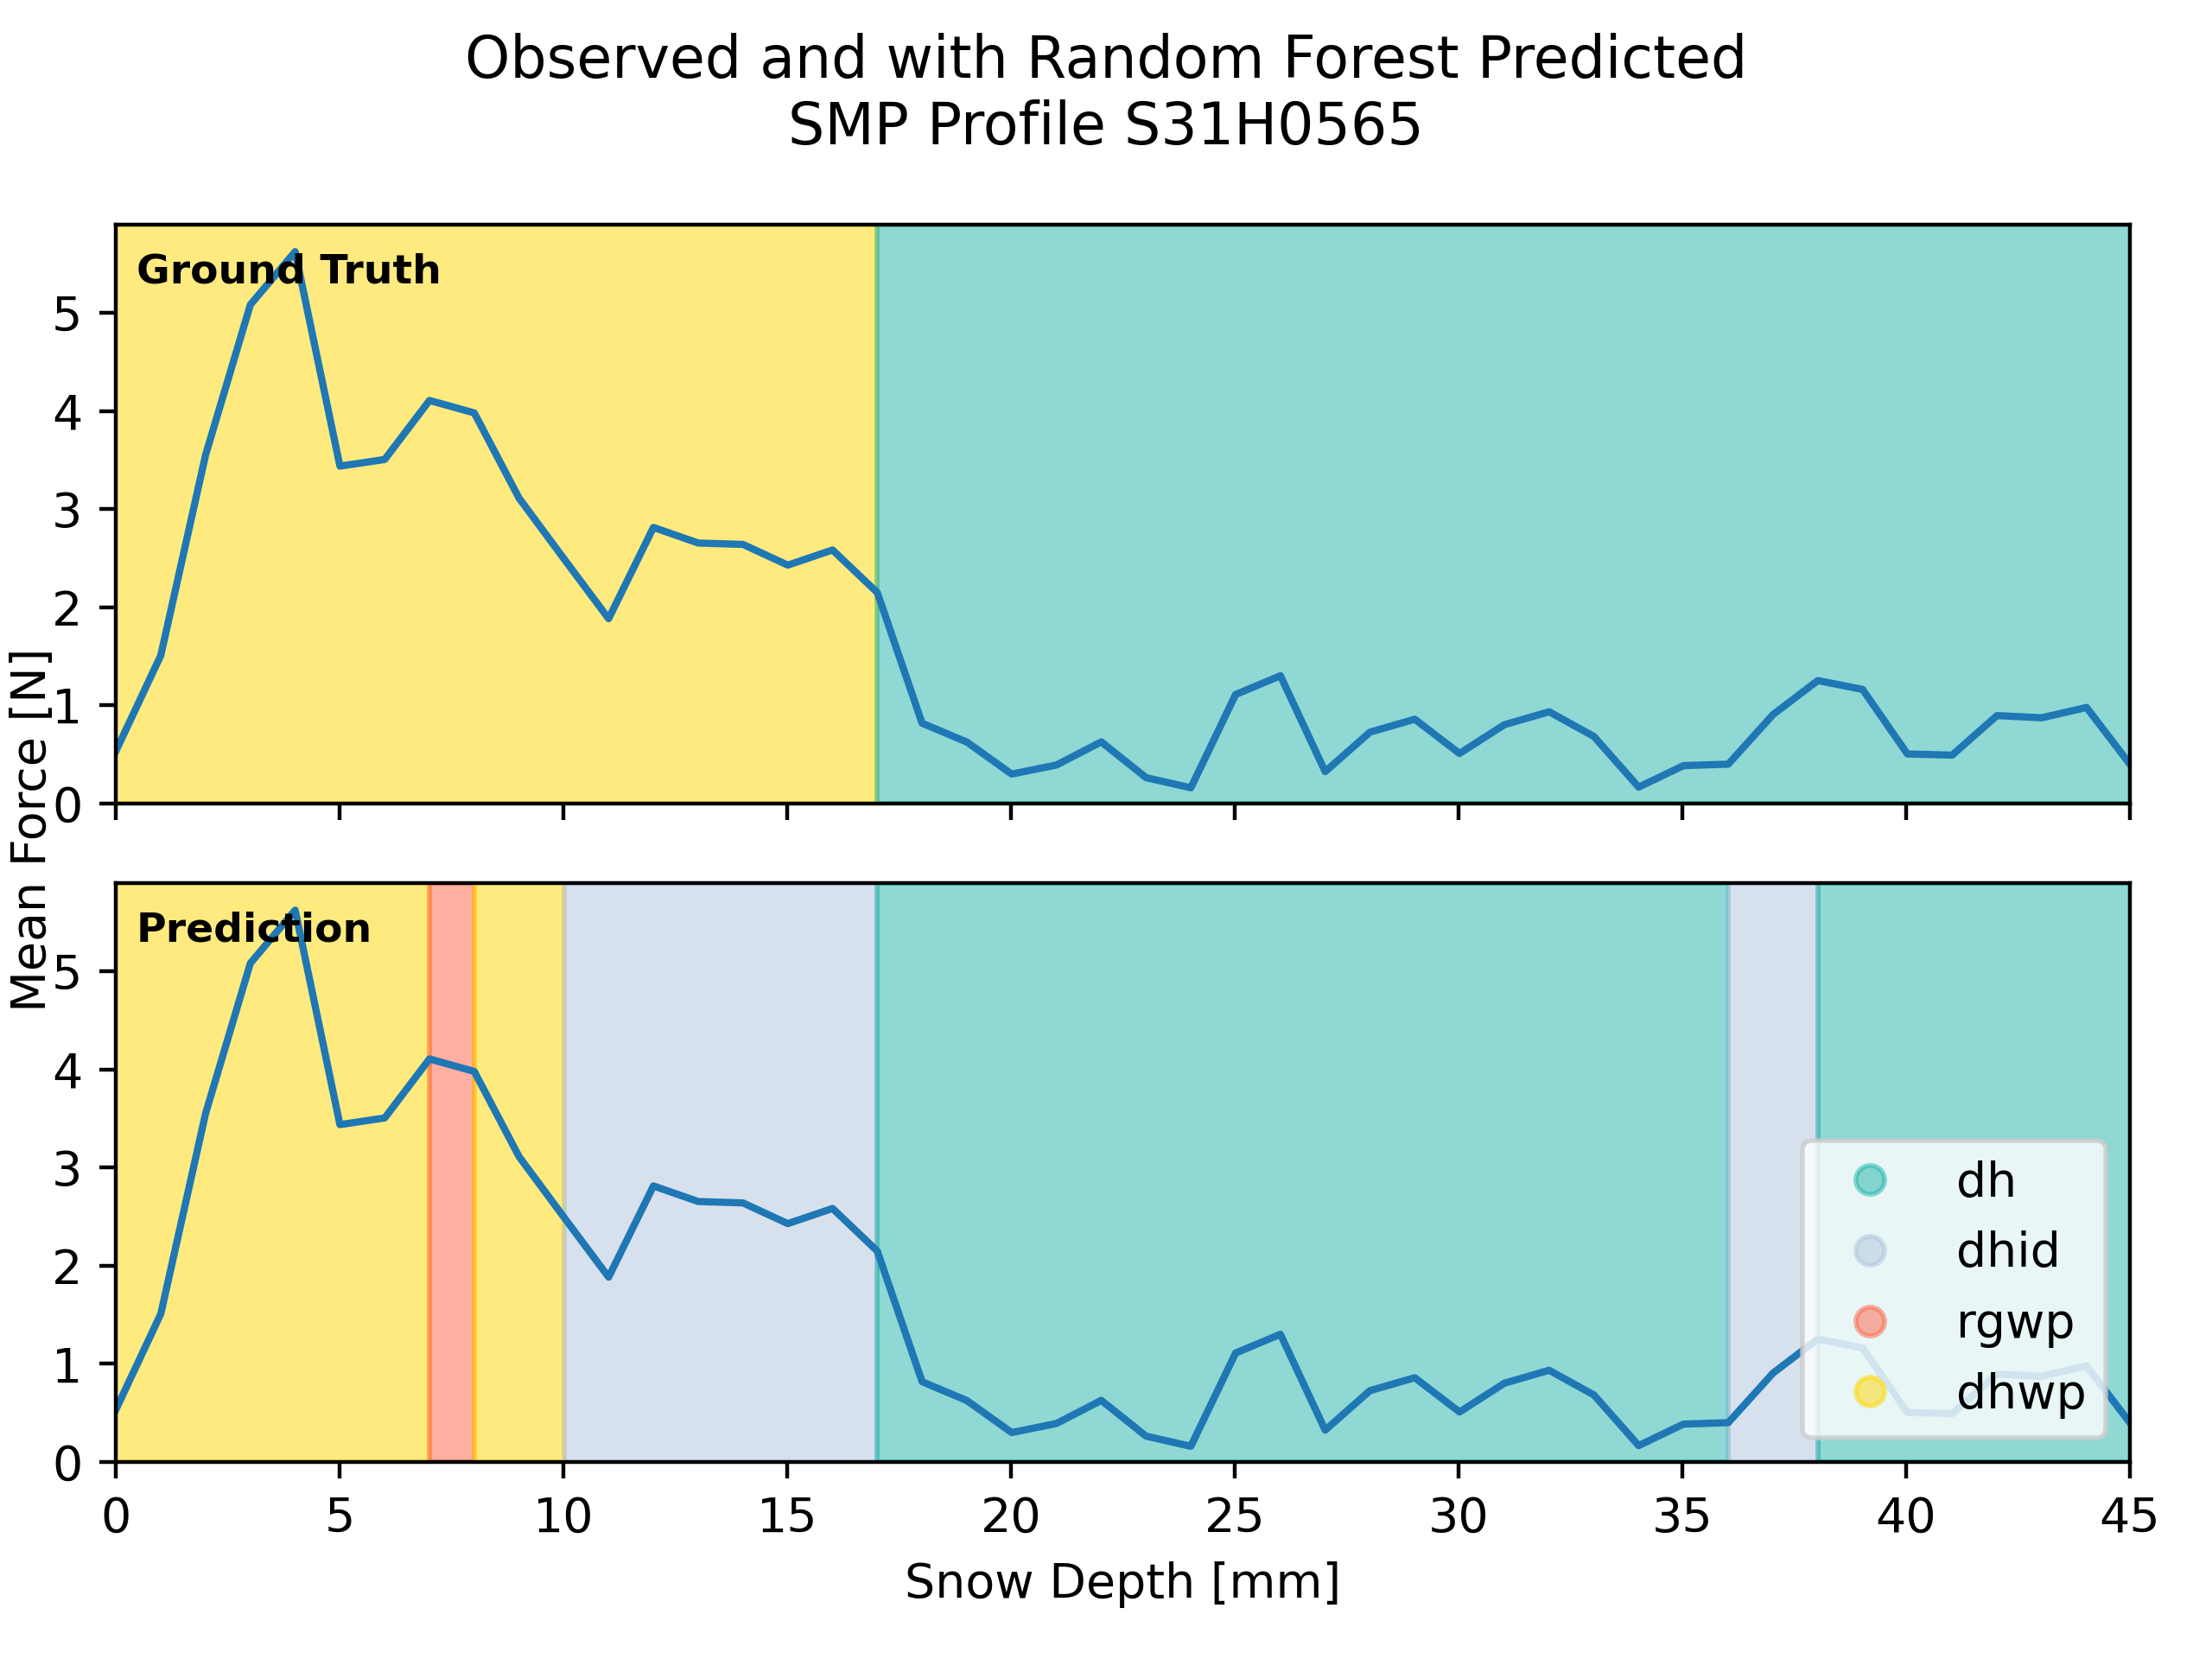 Observed and with Random Forest Predicted
SMP Profile S31H0565
Ground Truth
5
4
3
2
1
0
Mean Force [N]
Prediction
5
4
3
2
1
0
dh
dhid
rgwp
dhwp
0 5 10 15 20 25 30 35 40 45
Snow Depth [mm]